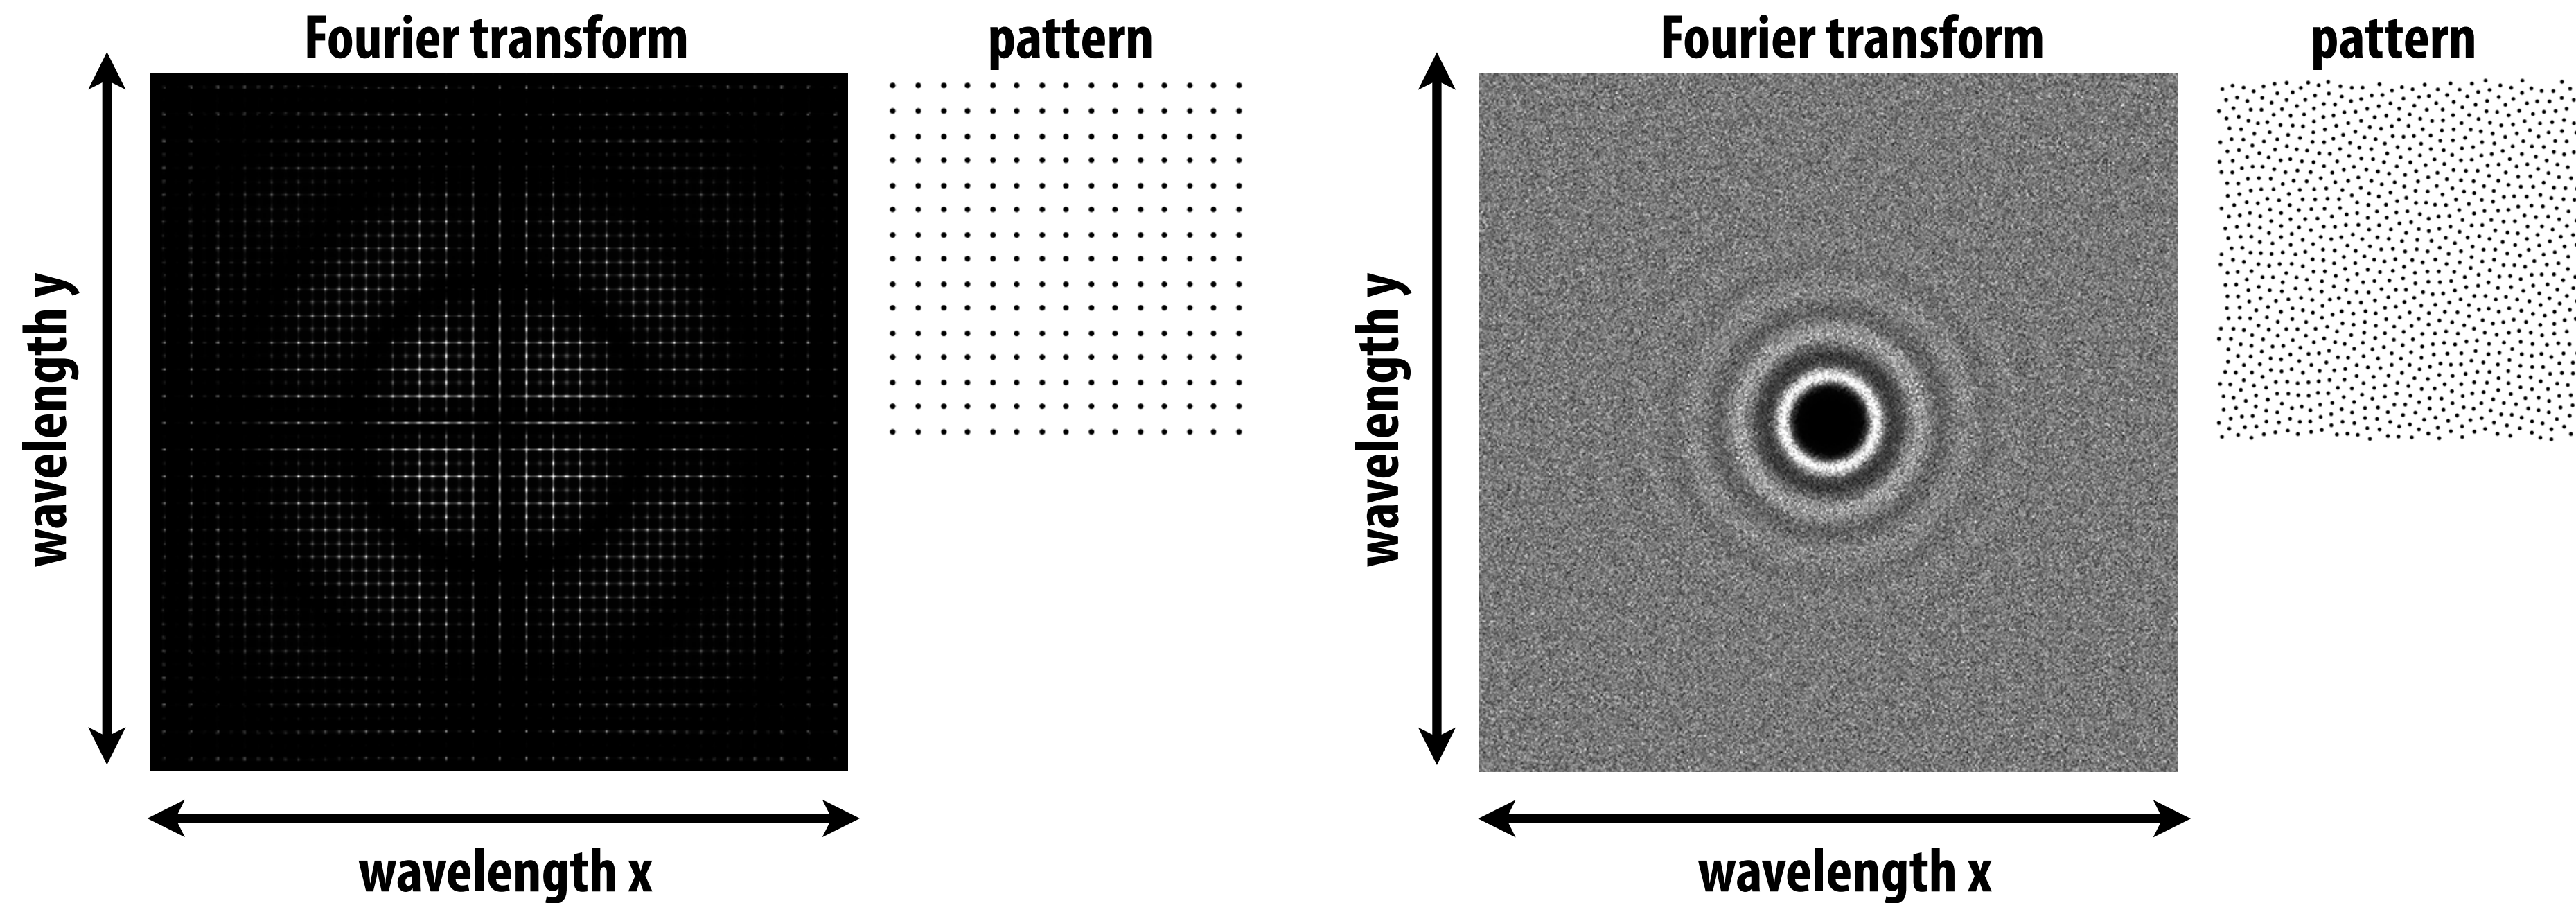 Fourier transform
pattern
wavelength y
wavelength x
Fourier transform
pattern
wavelength y
wavelength x